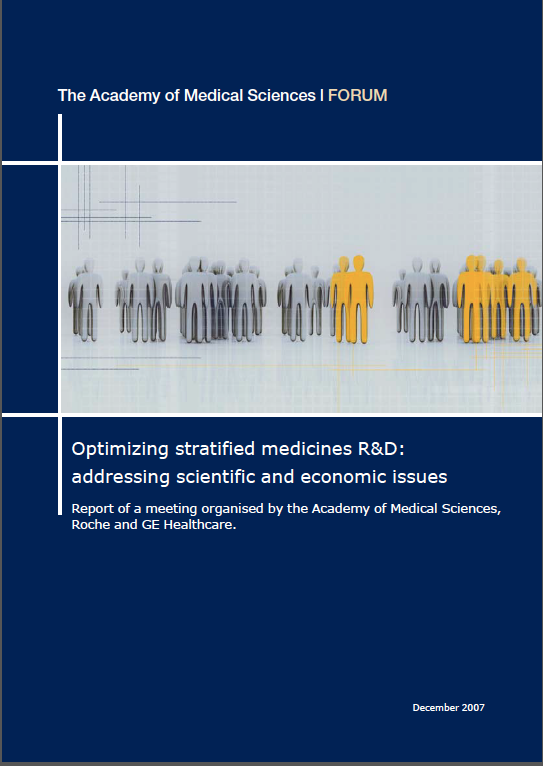 The Academy of Medical Sciences | FORUM
Optimizing stratified medicines R&D:
addressing scientific and economic issues
Report of a meeting organised by the Academy of Medical Sciences,
Roche and GE Healthcare.
December 2007